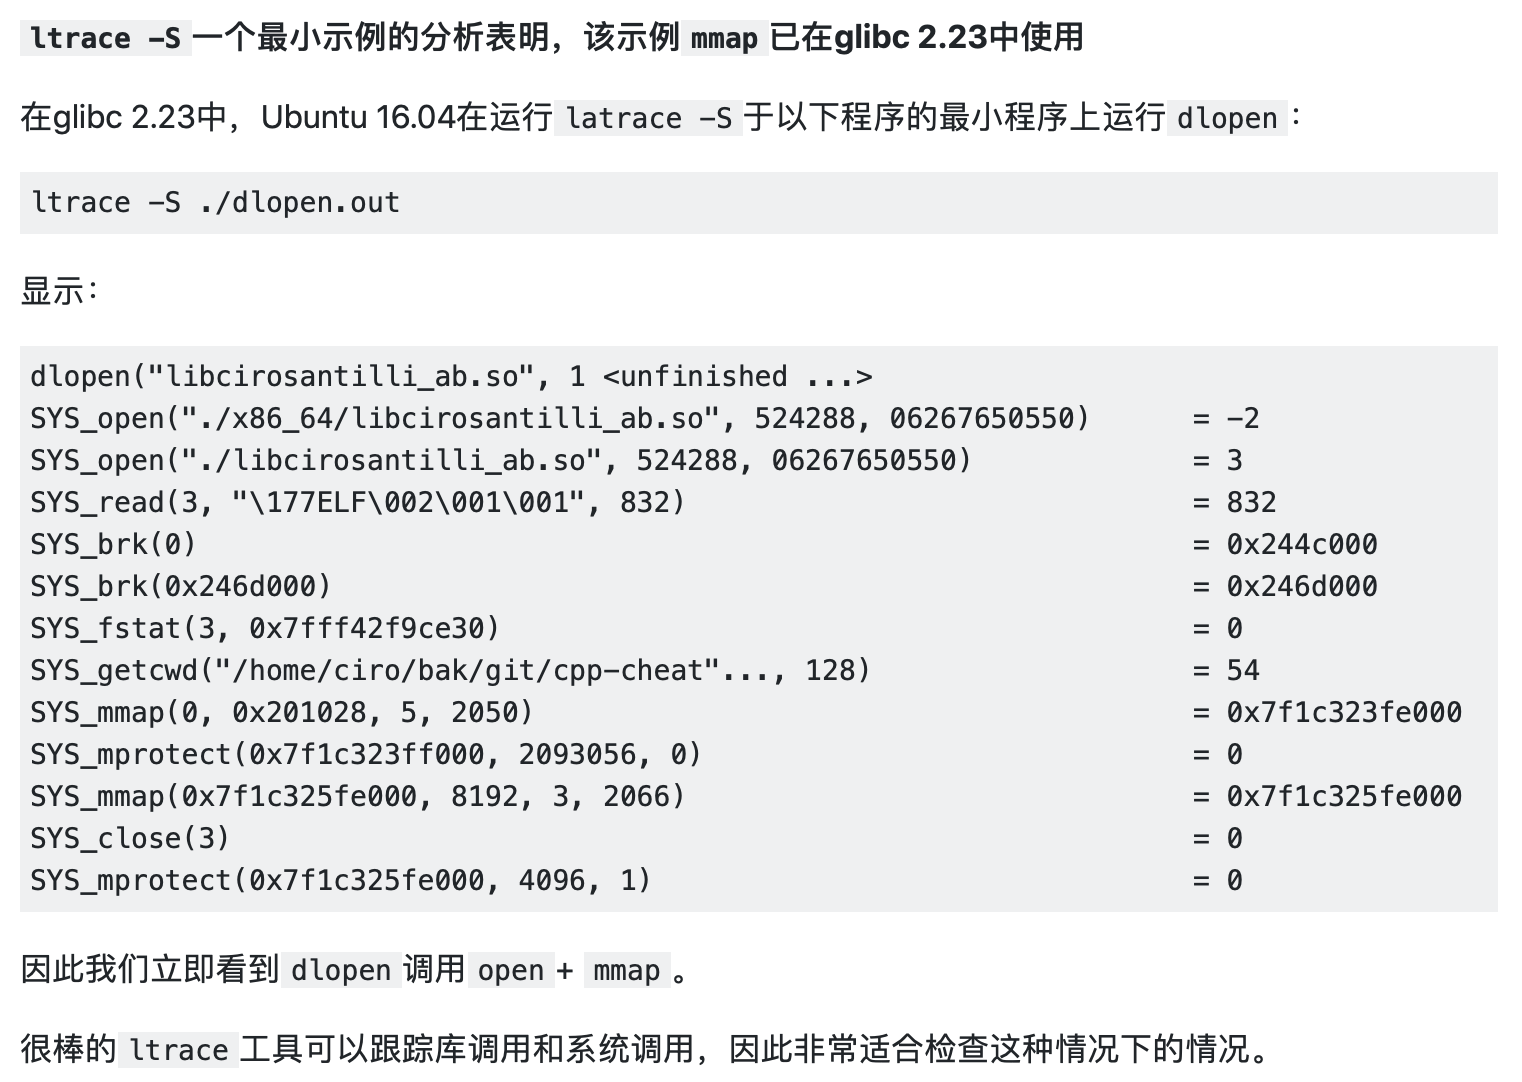 ltrace -S 一个最小示例的分析表明，该示例 mmap 已在glibc 2.23中使用
在glibc 2.23中，Ubuntu 16.04在运行 latrace -S 于以下程序的最小程序上运行 dlopen ：
ltrace -S ./dlopen.out
显示：
dlopen("libcirosantilli_ab.so", 1 <unfinished ...>
SYS_open("./x86_64/libcirosantilli_ab.so", 524288, 06267650550) = -2
SYS_open("./libcirosantilli_ab.so", 524288, 06267650550) = 3
SYS_read(3, "\177ELF\002\001\001", 832) = 832
SYS_brk(0) = 0x244c000
SYS_brk(0x246d000) = 0x246d000
SYS_fstat(3, 0x7fff42f9ce30) = 0
SYS_getcwd("/home/ciro/bak/git/cpp-cheat"..., 128) = 54
SYS_mmap(0, 0x201028, 5, 2050) = 0x7f1c323fe000
SYS_mprotect(0x7f1c323ff000, 2093056, 0) = 0
SYS_mmap(0x7f1c325fe000, 8192, 3, 2066) = 0x7f1c325fe000
SYS_close(3) = 0
SYS_mprotect(0x7f1c325fe000, 4096, 1) = 0
因此我们立即看到 dlopen 调用 open + mmap 。
很棒的 ltrace 工具可以跟踪库调用和系统调用，因此非常适合检查这种情况下的情况。